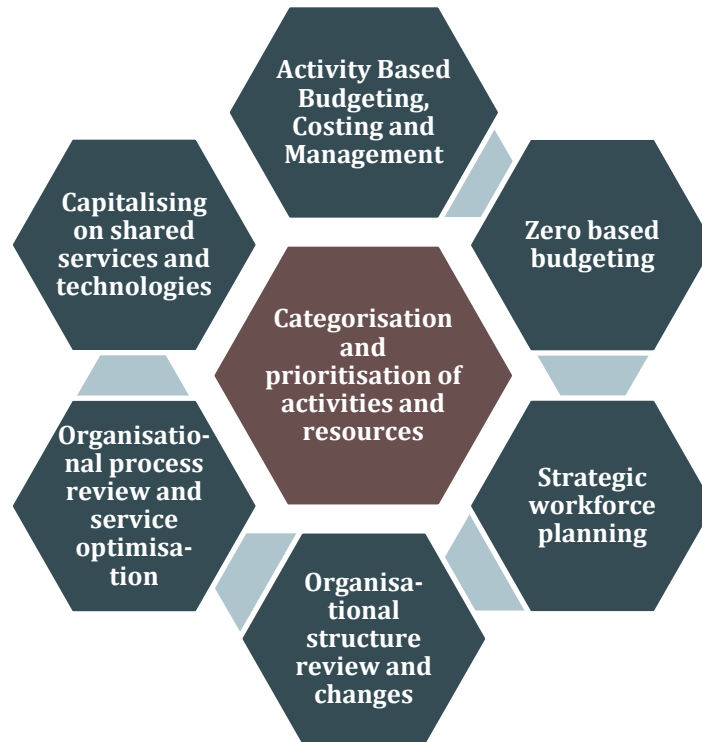 Activity Based
Budgeting,
Costing and
Management
Zero based
budgeting
Strategic
workforce
planning
Organisa-
tional
structure
review and
changes
Organisatio-
nal process
review and
service
optimisa-
tion
Capitalising
on shared
services and
technologies
Categorisation
and
prioritisation of
activities and
resources